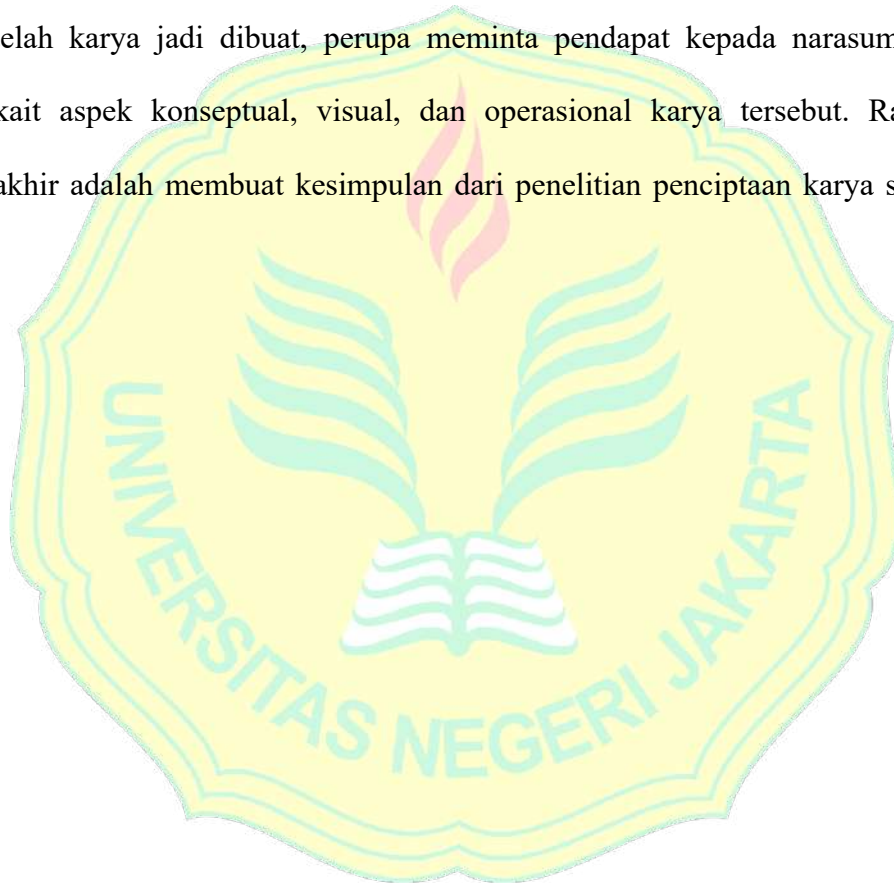 elah karya jadi dibuat, perupa meminta pendapat kepada narasum
kait aspek konseptual, visual, dan operasional karya tersebut. Ra
akhir adalah membuat kesimpulan dari penelitian penciptaan karya s
UNIVERSITAS NEGERI JAKARTA